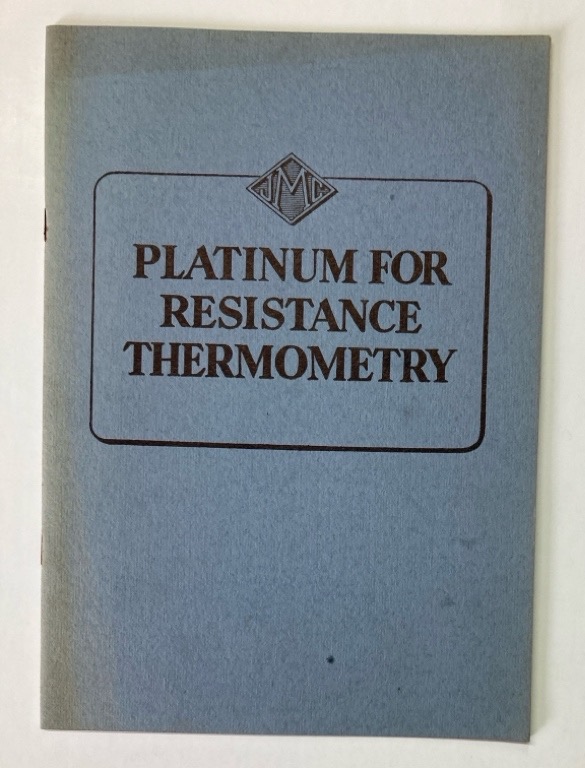 JMC
PLATINUM FOR
RESISTANCE
THERMOMETRY